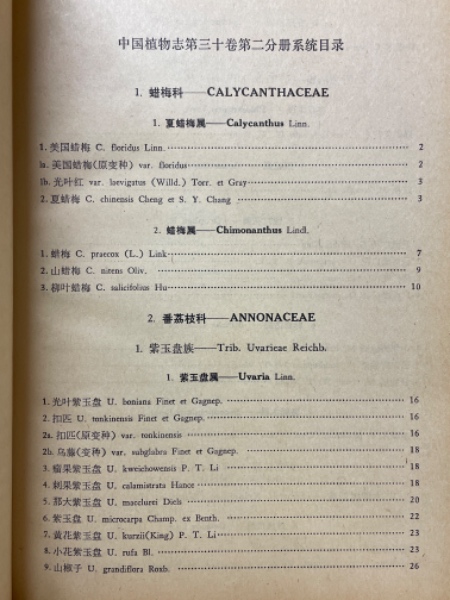 中国植物志第三十卷第二分册系统目录
1. 蜡梅科——CALYCANTHACEAE
1. 夏蜡梅属——Calycanthus Linn.
1. 美国蜡梅 C. floridus Linn. 2
1a. 美国蜡梅(原变种) var. floridus 2
1b. 光叶红 var. laevigatus (Willd.) Torr. et Gray 3
2. 夏蜡梅 C. chinensis Cheng et S. Y. Chang 3
2. 蜡梅属——Chimonanthus Lindl.
1. 蜡梅 C. praecox (L.) Link 7
2. 山蜡梅 C. nitens Oliv. 9
3. 柳叶蜡梅 C. salicifolius Hu 10
2. 番荔枝科——ANNONACEAE
1. 紫玉盘族——Trib. Uvarieae Reichb.
1. 紫玉盘属——Uvaria Linn.
1. 光叶紫玉盘 U. boniana Finet et Gagnep. 16
2. 扣匹 U. tonkinensis Finet et Gagnep. 16
2a. 扣匹(原变种) var. tonkinensis 16
2b. 乌藤(变种) var. subglabra Finet et Gagnep. 18
3. 瘤果紫玉盘 U. kweichowensis P. T. Li 18
4. 刺果紫玉盘 U. calamistrata Hance 18
5. 那大紫玉盘 U. macclurei Diels 20
6. 紫玉盘 U. microcarpa Champ. ex Benth. 22
7. 黄花紫玉盘 U. kurzii(King) P. T. Li 23
8. 小花紫玉盘 U. rufa Bl. 23
9. 山椒子 U. grandiflora Roxb. 26